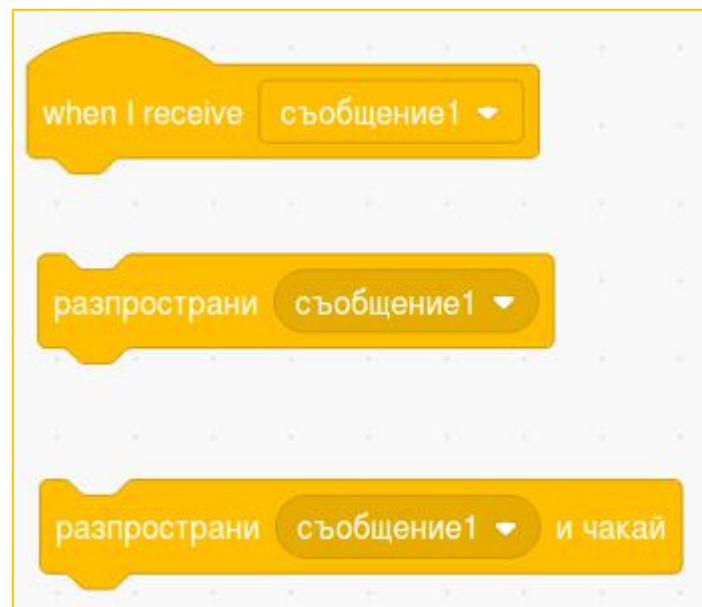 when I receive съобщение1
разпространи съобщение1
разпространи съобщение1 и чакай